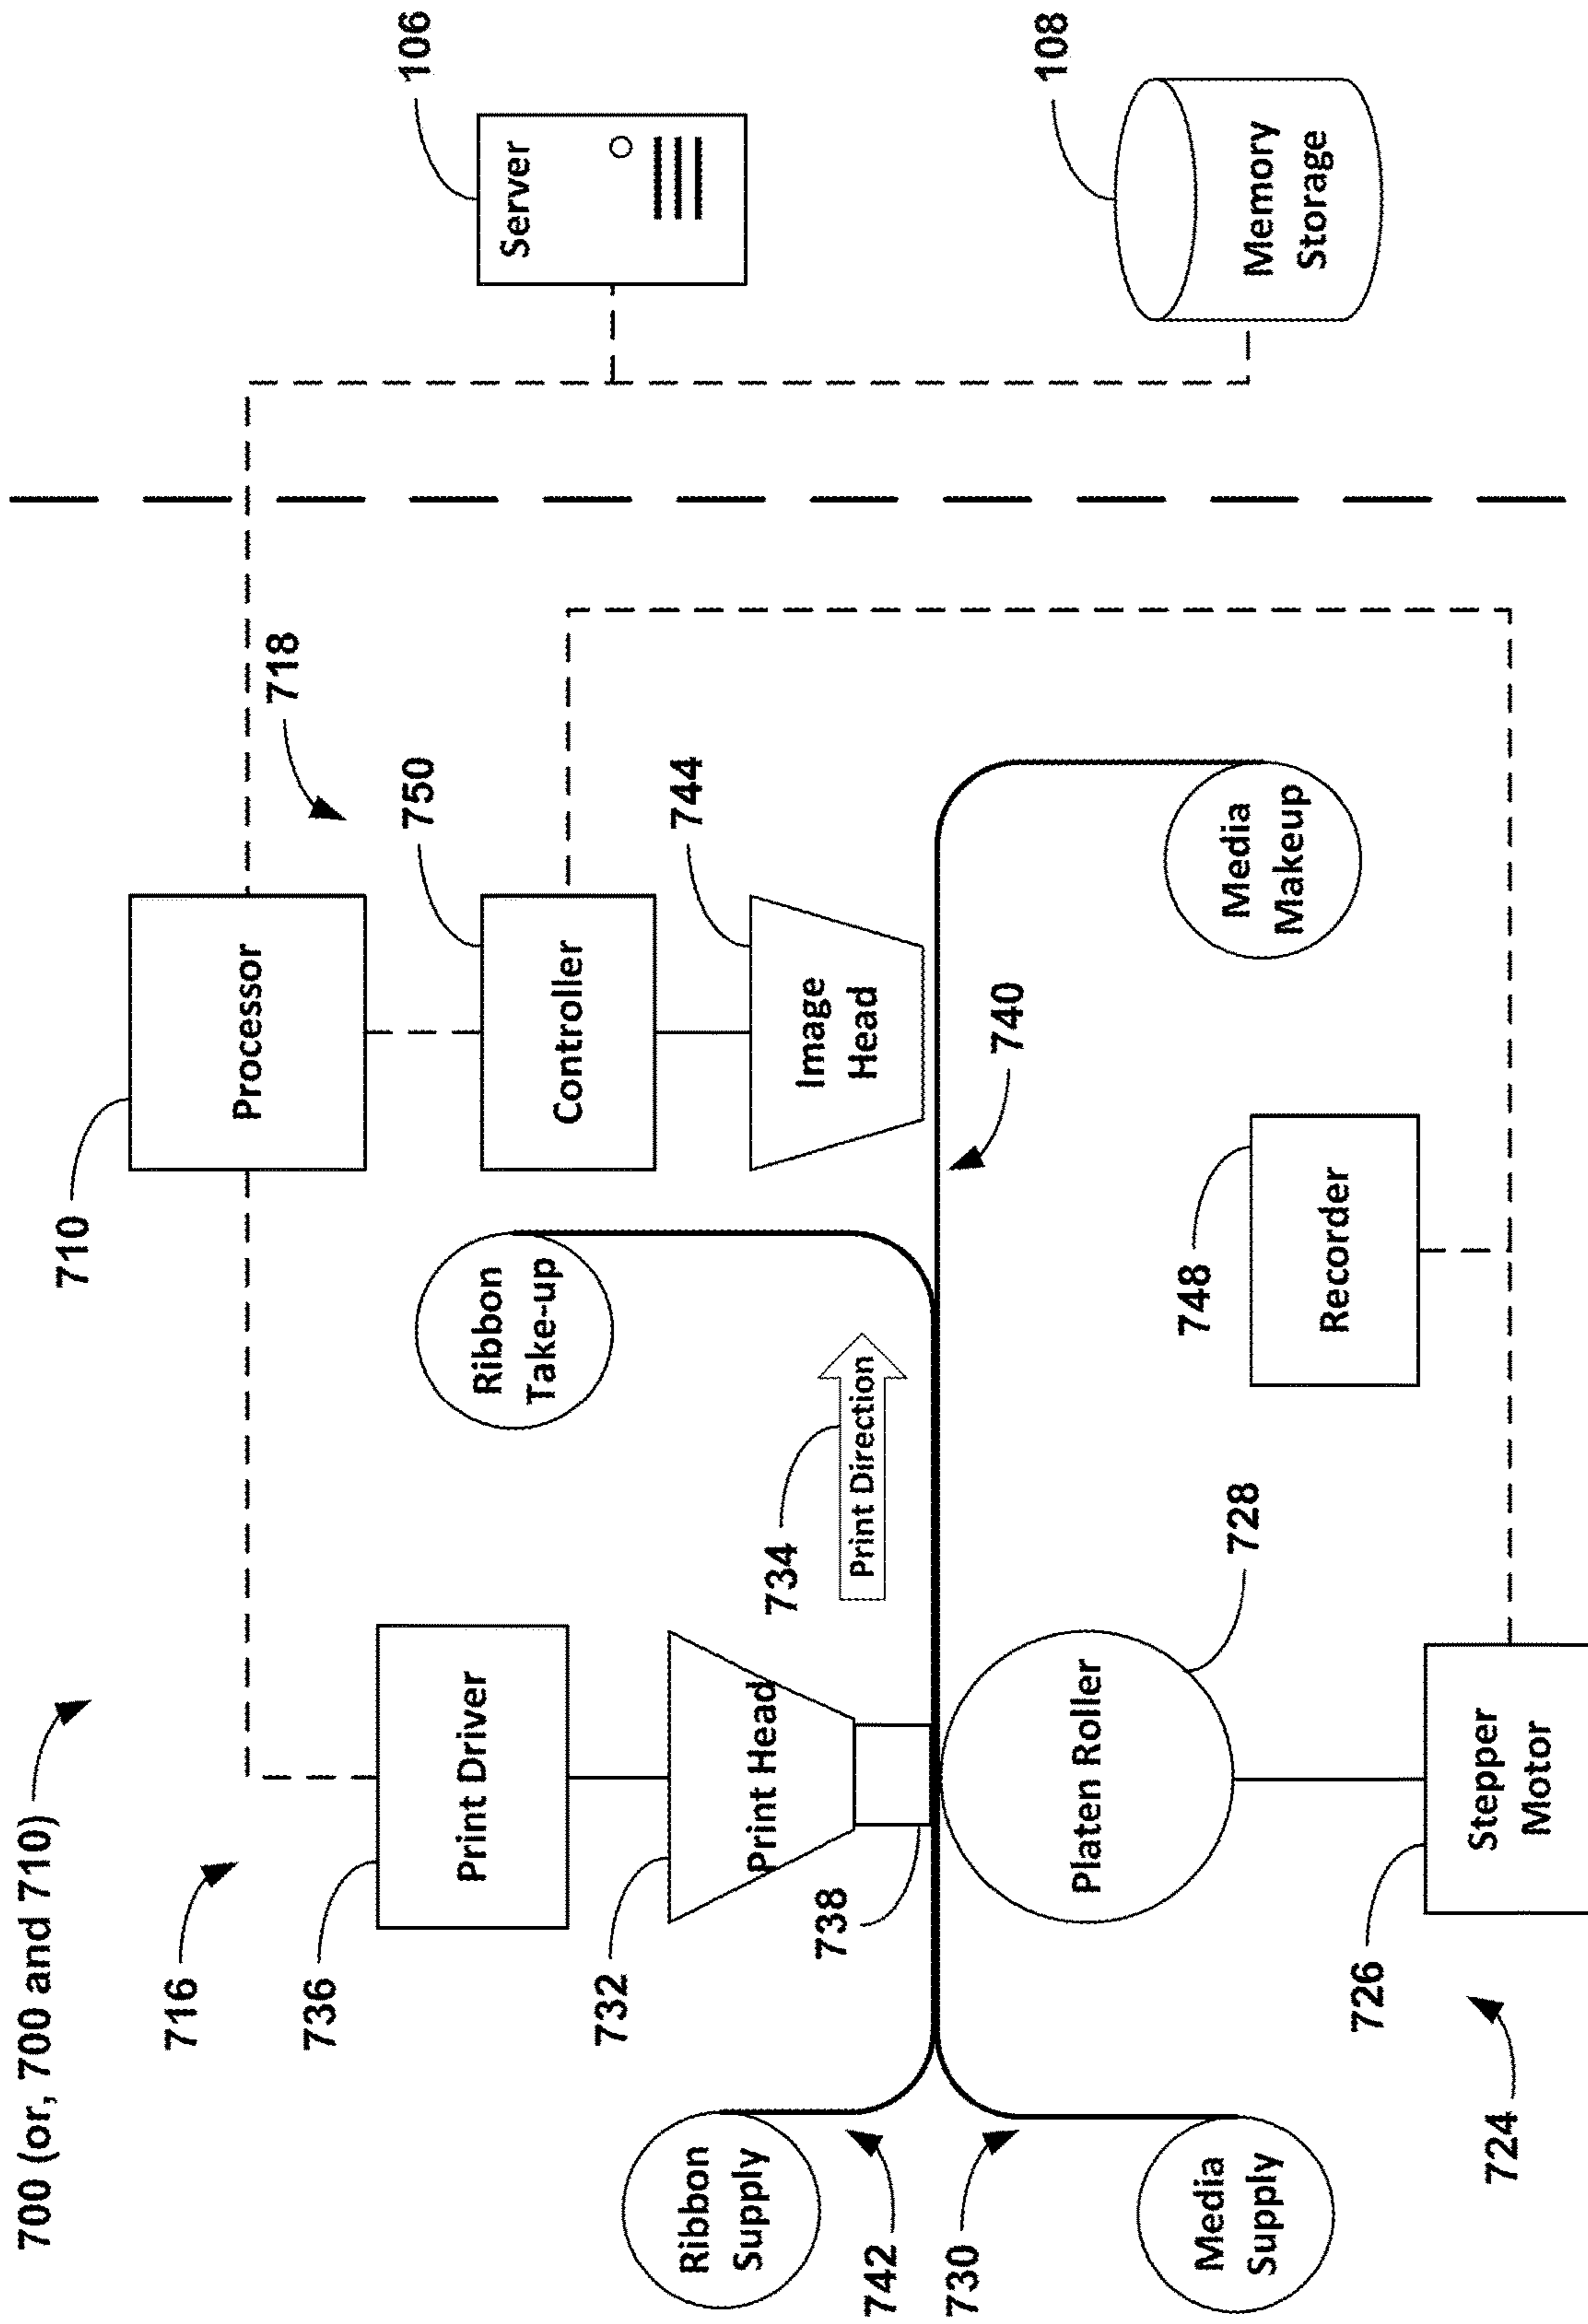 700 (or, 700 and 710)
716
710
736
Print Driver
Processor
718
106
Server
Ribbon
Take-up
750
Controller
732
Print Head
744
Image
Head
734
Print Direction
738
Ribbon
Supply
742
730
740
Platen Roller
728
748
Recorder
Media
Makeup
108
Memory
Storage
Media
Supply
726
724
Stepper
Motor